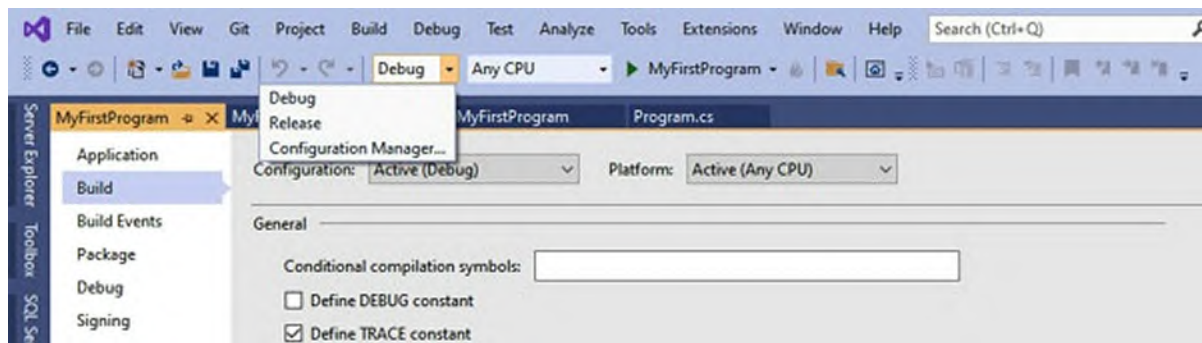 File Edit View Git Project Build Debug Test Analyze Tools Extensions Window Help Search (Ctrl+Q)
Debug Any CPU MyFirstProgram
Debug
Release
Configuration Manager...
Server Explorer
Toolbox
MyFirstProgram MyFirstProgram Program.cs
Application
Build
Build Events
Package
Debug
Signing
Configuration: Active (Debug) Platform: Active (Any CPU)
General
Conditional compilation symbols:
Define DEBUG constant
Define TRACE constant